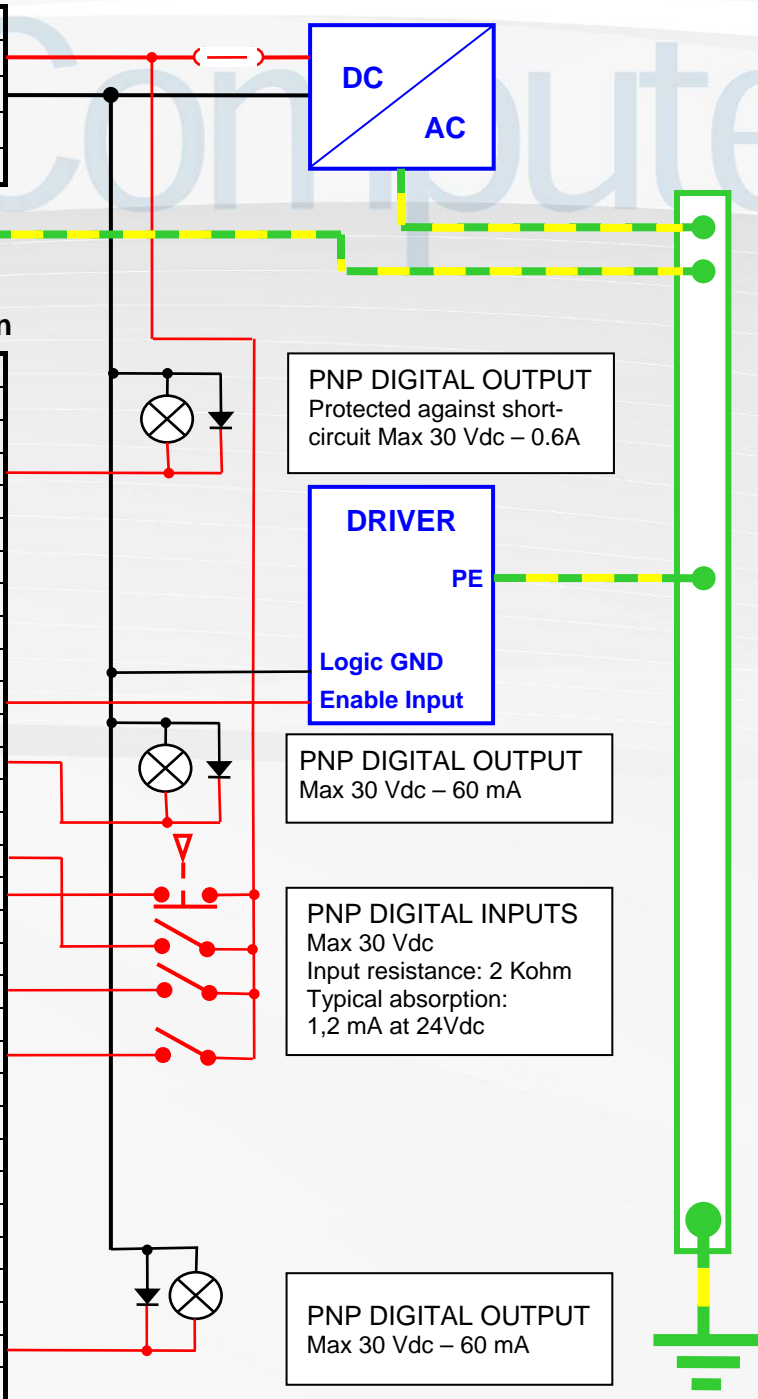 Compute
DC
AC
n
PNP DIGITAL OUTPUT
Protected against short-
circuit Max 30 Vdc – 0.6A
DRIVER
PE
Logic GND
Enable Input
PNP DIGITAL OUTPUT
Max 30 Vdc – 60 mA
PNP DIGITAL INPUTS
Max 30 Vdc
Input resistance: 2 Kohm
Typical absorption:
1,2 mA at 24Vdc
PNP DIGITAL OUTPUT
Max 30 Vdc – 60 mA